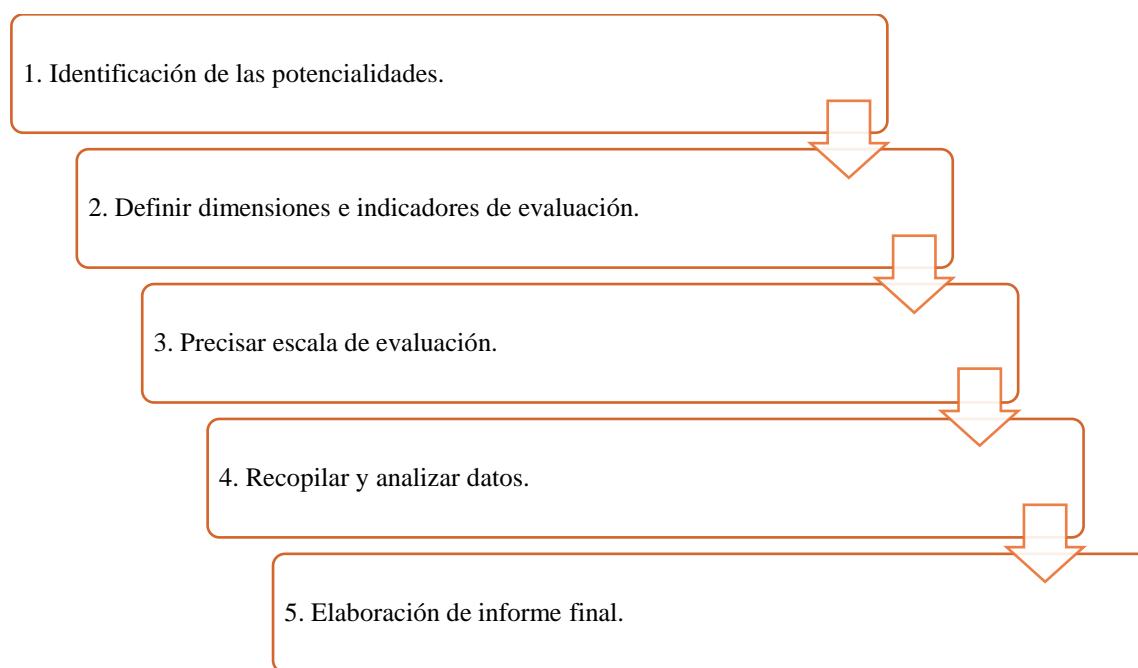 1. Identificación de las potencialidades.
2. Definir dimensiones e indicadores de evaluación.
3. Precisar escala de evaluación.
4. Recopilar y analizar datos.
5. Elaboración de informe final.